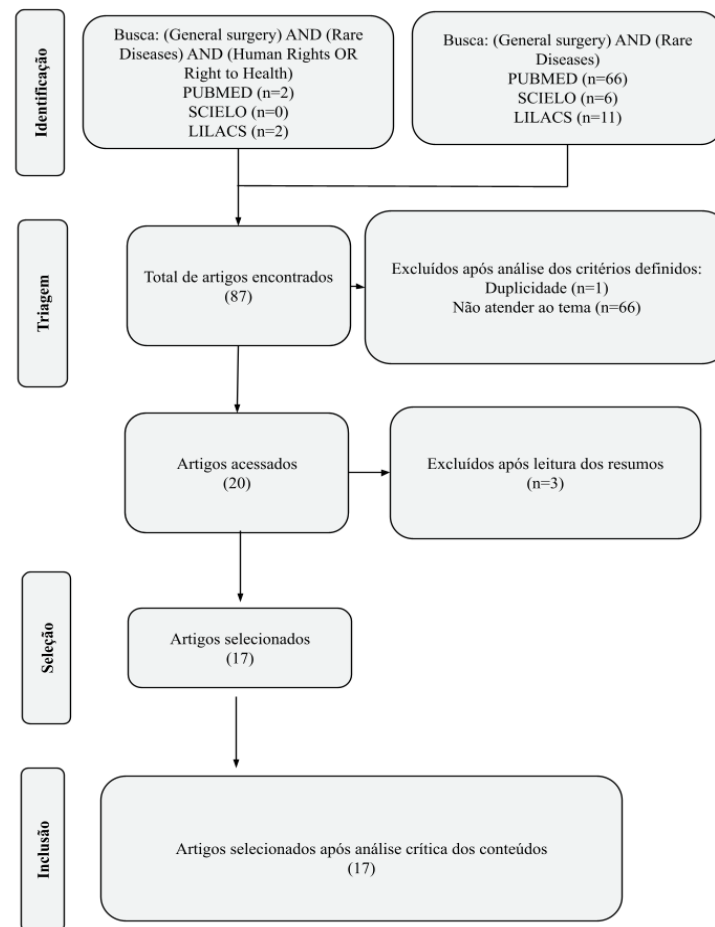 Identificação
Busca: (General surgery) AND (Rare
Diseases) AND (Human Rights OR
Right to Health)
PUBMED (n=2)
SCIELO (n=0)
LILACS (n=2)
Busca: (General surgery) AND (Rare
Diseases)
PUBMED (n=66)
SCIELO (n=6)
LILACS (n=11)
Triagem
Total de artigos encontrados
(87)
Excluídos após análise dos critérios definidos:
Duplicidade (n=1)
Não atender ao tema (n=66)
Artigos acessados
(20)
Excluídos após leitura dos resumos
(n=3)
Seleção
Artigos selecionados
(17)
Inclusão
Artigos selecionados após análise crítica dos conteúdos
(17)